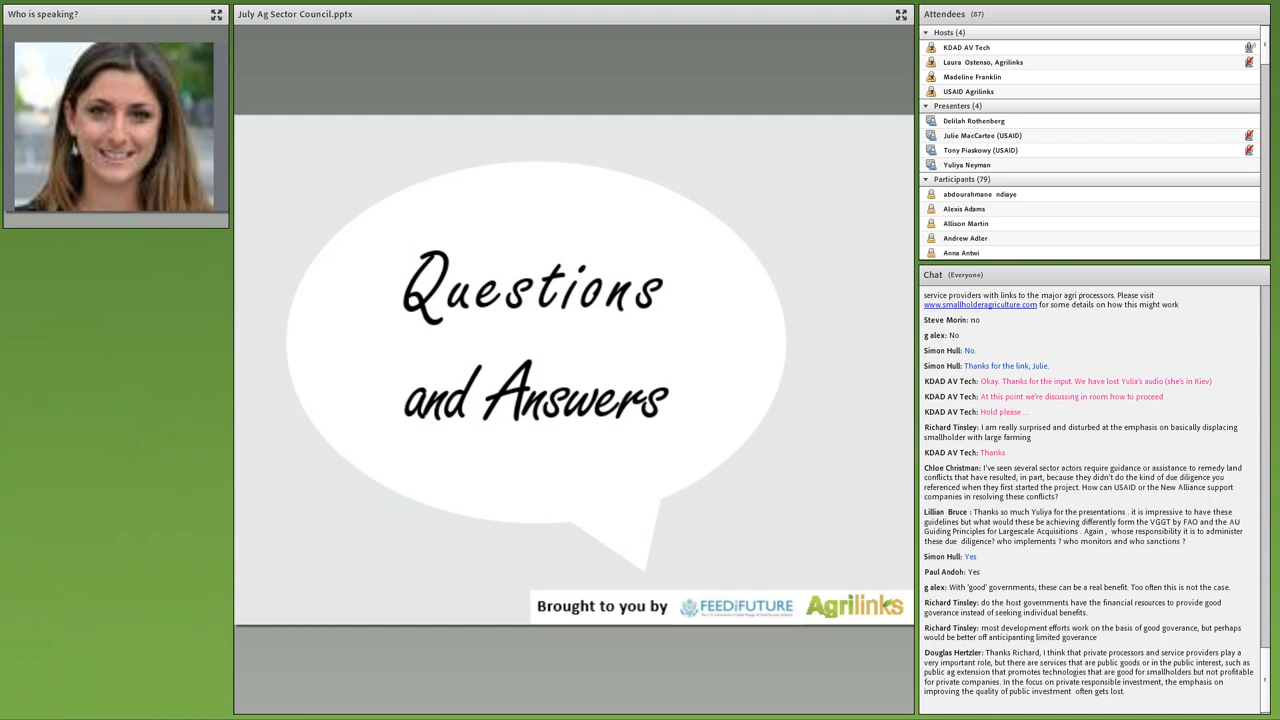 Who is speaking?
July Ag Sector Council.pptx
Questions
and Answers
Brought to you by
FEEDtheFUTURE
Agrilinks
Attendees (87)
Hosts (4)
KDAD AV Tech
Laura Ostenso, Agrilinks
Madeline Franklin
USAID Agrilinks
Presenters (4)
Delilah Rothenberg
Julie MacCartee (USAID)
Tony Piaskowy (USAID)
Yuliya Neyman
Participants (79)
abdourahmane ndiaye
Alexis Adams
Allison Martin
Andrew Adler
Anna Antwi
Chat (Everyone)
service providers with links to the major agri processors. Please visit
www.smallholderagriculture.com for some details on how this might work
Steve Morin: no
g alex: No
Simon Hull: No.
Simon Hull: Thanks for the link, Julie.
KDAD AV Tech: Okay. Thanks for the input. We have lost Yulia's audio (she's in Kiev)
KDAD AV Tech: At this point we're discussing in room how to proceed
KDAD AV Tech: Hold please ...
Richard Tinsley: I am really surprised and disturbed at the emphasis on basically displacing
smallholder with large farming
KDAD AV Tech: Thanks
Chloe Christman: I've seen several sector actors require guidance or assistance to remedy land
conflicts that have resulted, in part, because they didn't do the kind of due diligence you
referenced when they first started the project. How can USAID or the New Alliance support
companies in resolving these conflicts?
Lillian Bruce : Thanks so much Yuliya for the presentations . it is impressive to have these
guidelines but what would these be achieving differently form the VGGT by FAO and the AU
Guiding Principles for Largescale Acquisitions . Again , whose responsibility it is to administer
these due diligence? who implements ? who monitors and who sanctions ?
Simon Hull: Yes
Paul Andoh: Yes
g alex: With 'good' governments, these can be a real benefit. Too often this is not the case.
Richard Tinsley: do the host governments have the financial resources to provide good
goverance instead of seeking individual benefits.
Richard Tinsley: most development efforts work on the basis of good goverance, but perhaps
would be better off anticipanting limited goverance
Douglas Hertzler: Thanks Richard, I think that private processors and service providers play a
very important role, but there are services that are public goods or in the public interest, such as
public ag extension that promotes technologies that are good for smallholders but not profitable
for private companies. In the focus on private responsible investment, the emphasis on
improving the quality of public investment often gets lost.